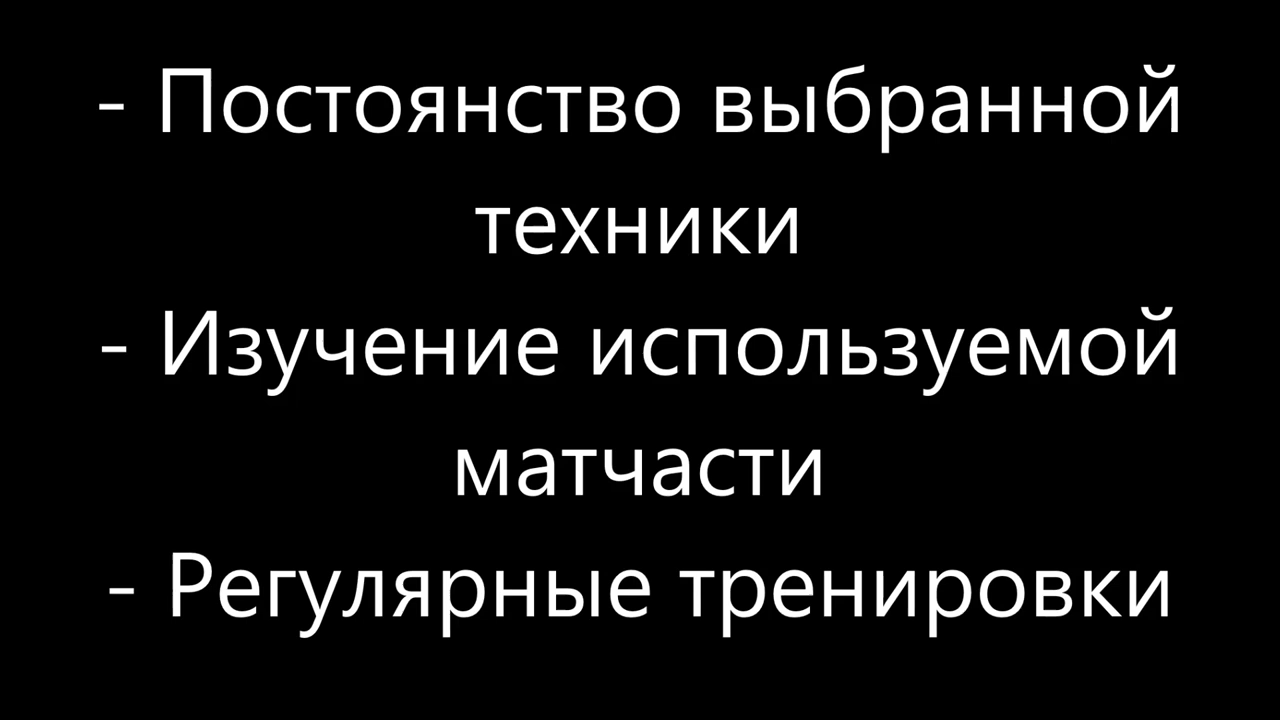 - Постоянство выбранной
техники
- Изучение используемой
матчасти
- Регулярные тренировки